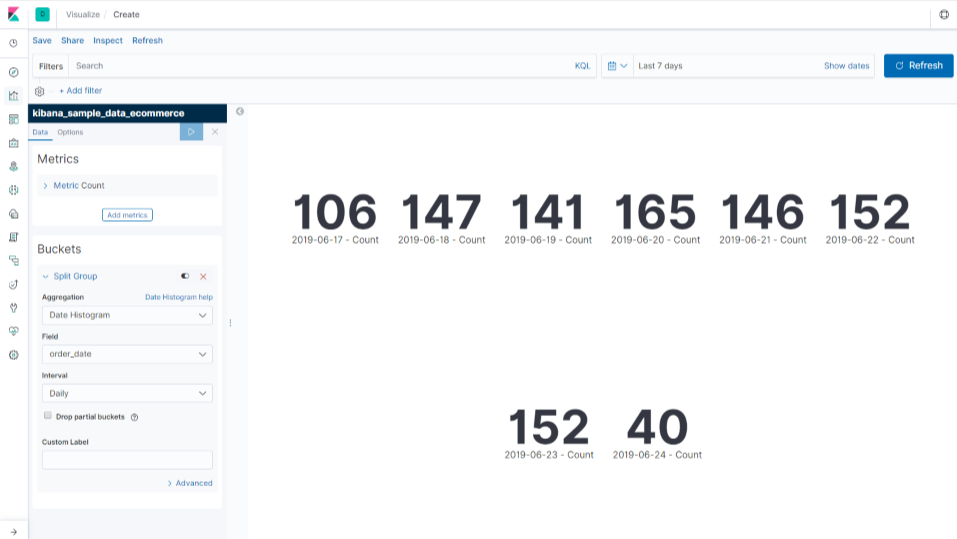 D Visualize / Create
Save Share Inspect Refresh
Filters Search KQL Last 7 days Show dates Refresh
+ Add filter
kibana_sample_data_ecommerce
Data Options
Metrics
Metric Count
Add metrics
Buckets
Split Group
Aggregation Date Histogram help
Date Histogram
Field
order_date
Interval
Daily
Drop partial buckets
Custom Label
Advanced
106 147 141 165 146 152
2019-06-17 - Count 2019-06-18 - Count 2019-06-19 - Count 2019-06-20 - Count 2019-06-21 - Count 2019-06-22 - Count
152 40
2019-06-23 - Count 2019-06-24 - Count